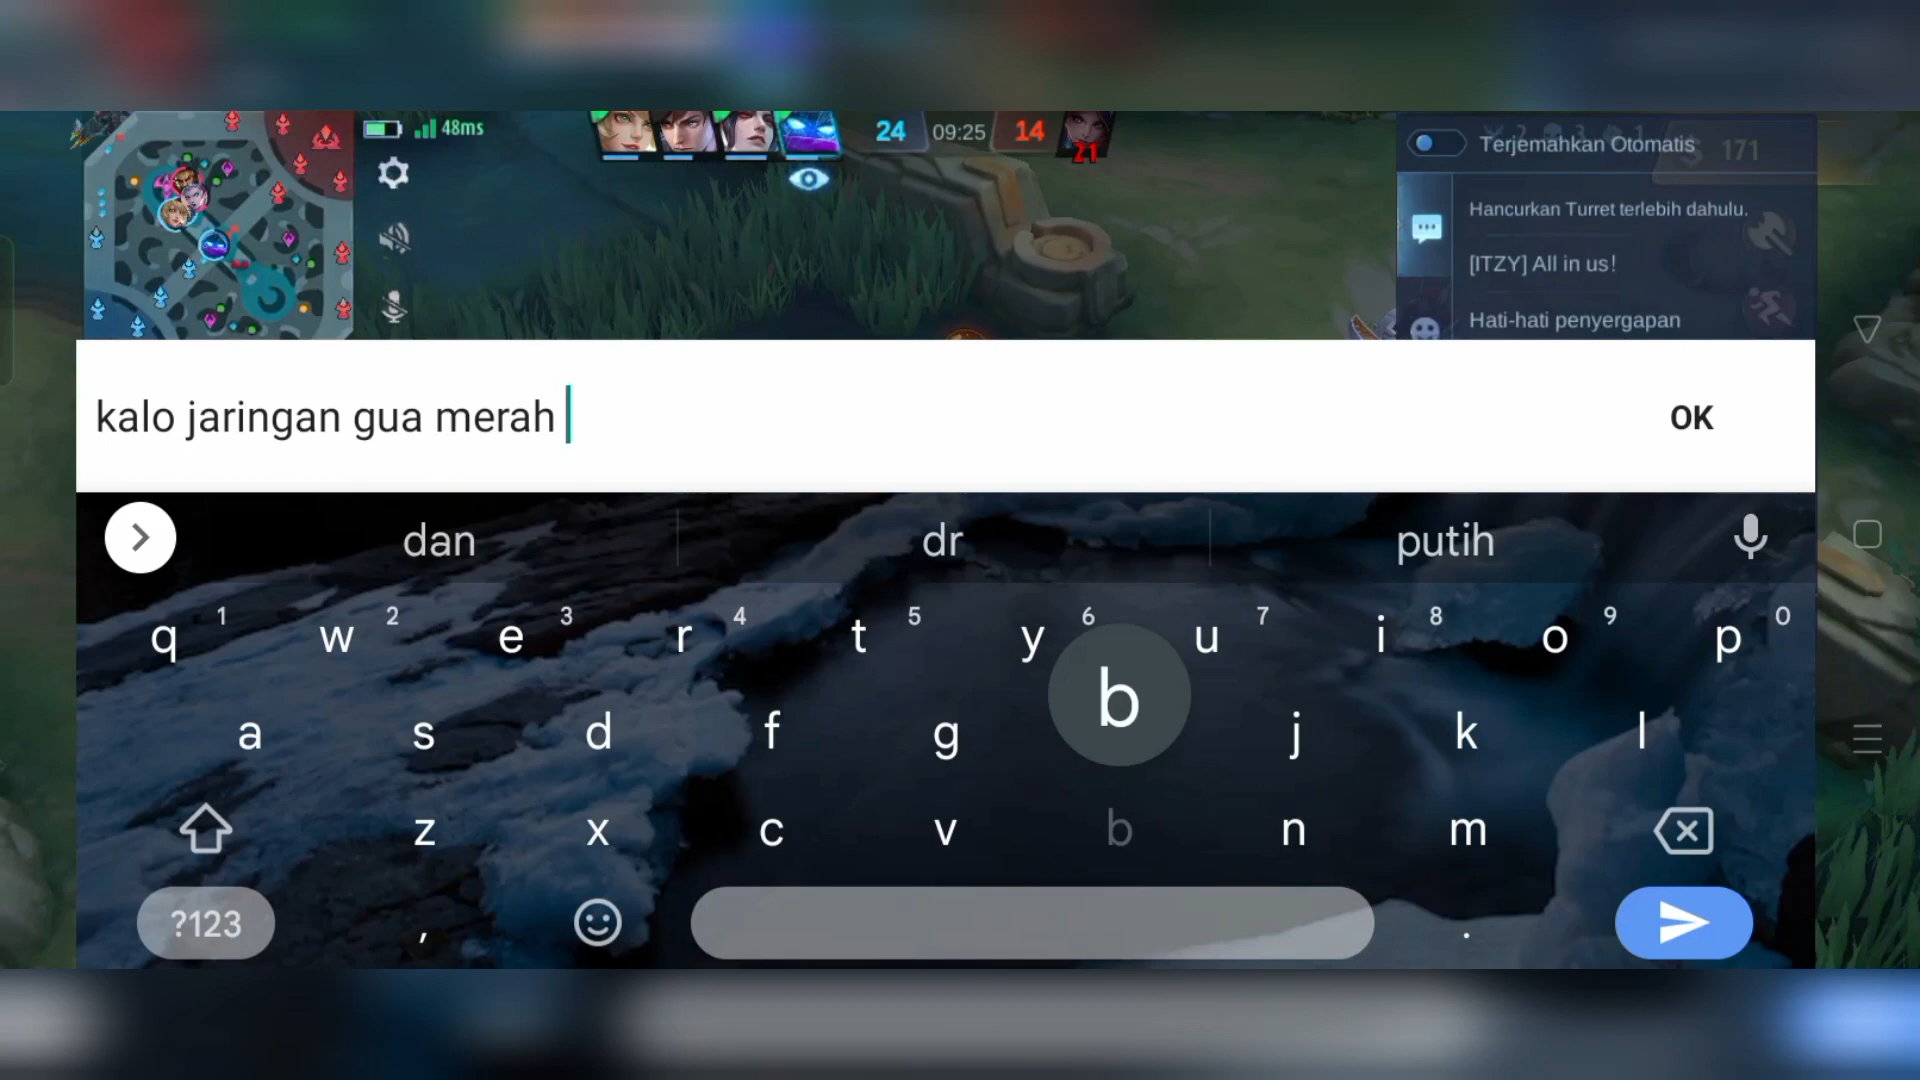 48ms
24 09:25 14
21
Terjemahkan Otomatis
171
Hancurkan Turret terlebih dahulu.
[ITZY] All in us!
Hati-hati penyergapan
kalo jaringan gua merah
OK
dan dr putih
1 2 3 4 5 6 7 8 9 0
q w e r t y u i o p
b
a s d f g j k l
z x c v b n m
?123 , .